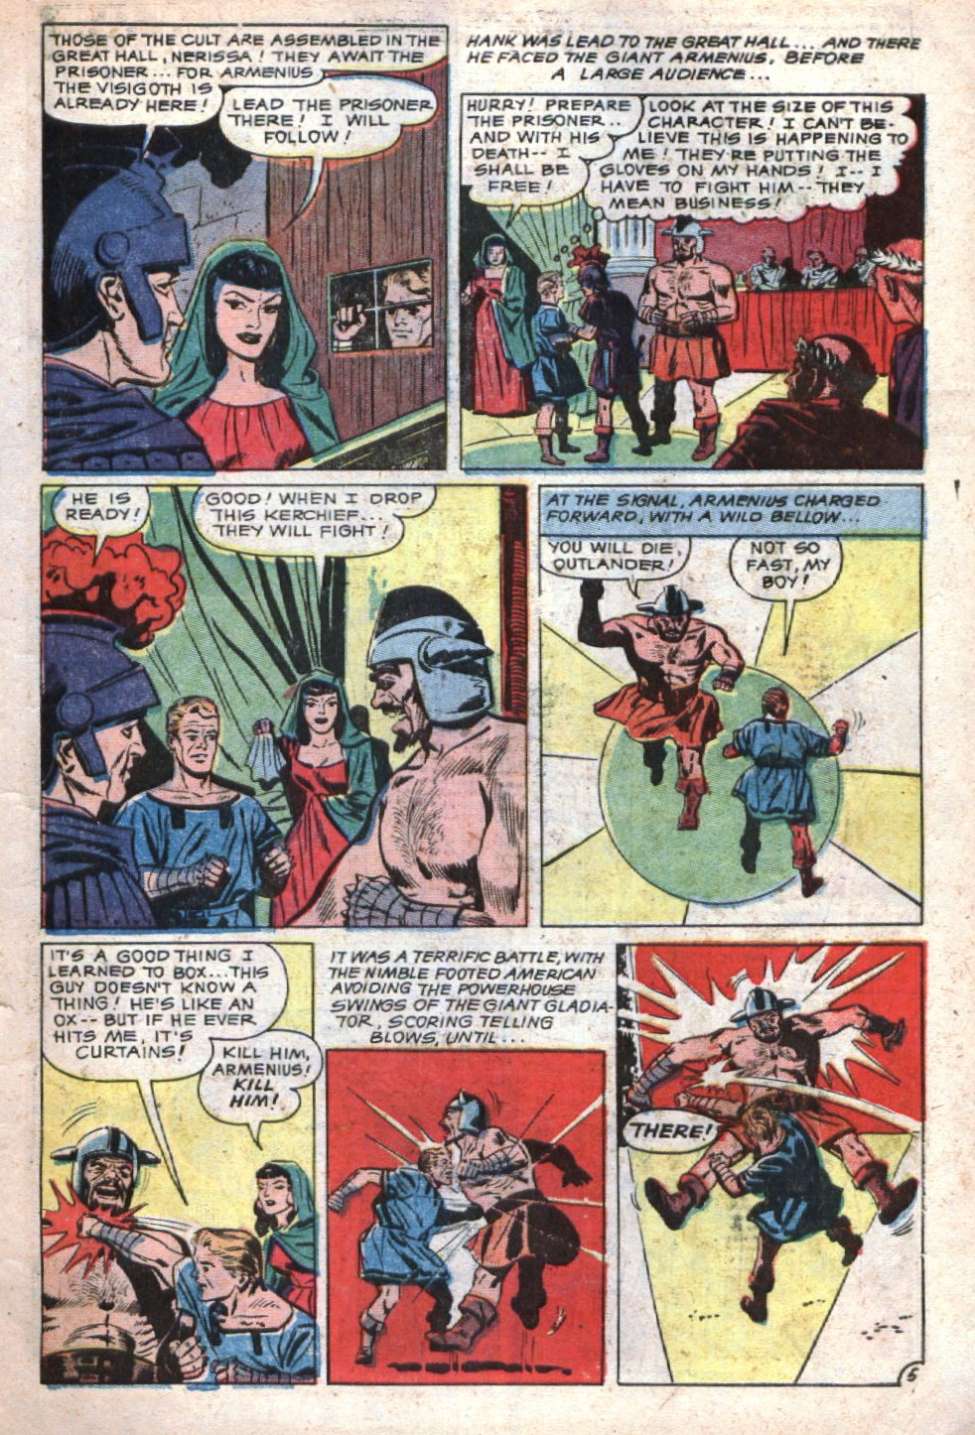 THOSE OF THE CULT ARE ASSEMBLED IN THE
GREAT HALL, NERISSA! THEY AWAIT THE
PRISONER... FOR ARMENIUS
THE VISIGOTH IS
ALREADY HERE!
LEAD THE PRISONER
THERE! I WILL
FOLLOW!
HANK WAS LEAD TO THE GREAT HALL... AND THERE
HE FACED THE GIANT ARMENIUS, BEFORE
A LARGE AUDIENCE...
HURRY! PREPARE
THE PRISONER..
AND WITH HIS
DEATH-- I
SHALL BE
FREE!
LOOK AT THE SIZE OF THIS
CHARACTER! I CAN'T BE-
LIEVE THIS IS HAPPENING TO
ME! THEY'RE PUTTING THE
GLOVES ON MY HANDS! I-- I
HAVE TO FIGHT HIM-- THEY
MEAN BUSINESS!
HE IS
READY!
GOOD! WHEN I DROP
THIS KERCHIEF...
THEY WILL FIGHT!
AT THE SIGNAL, ARMENIUS CHARGED
FORWARD, WITH A WILD BELLOW...
YOU WILL DIE,
OUTLANDER!
NOT SO
FAST, MY
BOY!
IT'S A GOOD THING I
LEARNED TO BOX...THIS
GUY DOESN'T KNOW A
THING! HE'S LIKE AN
OX-- BUT IF HE EVER
HITS ME, IT'S
CURTAINS!
KILL HIM,
ARMENIUS!
KILL
HIM!
IT WAS A TERRIFIC BATTLE, WITH
THE NIMBLE FOOTED AMERICAN
AVOIDING THE POWERHOUSE
SWINGS OF THE GIANT GLADIA-
TOR, SCORING TELLING
BLOWS, UNTIL...
THERE!
5